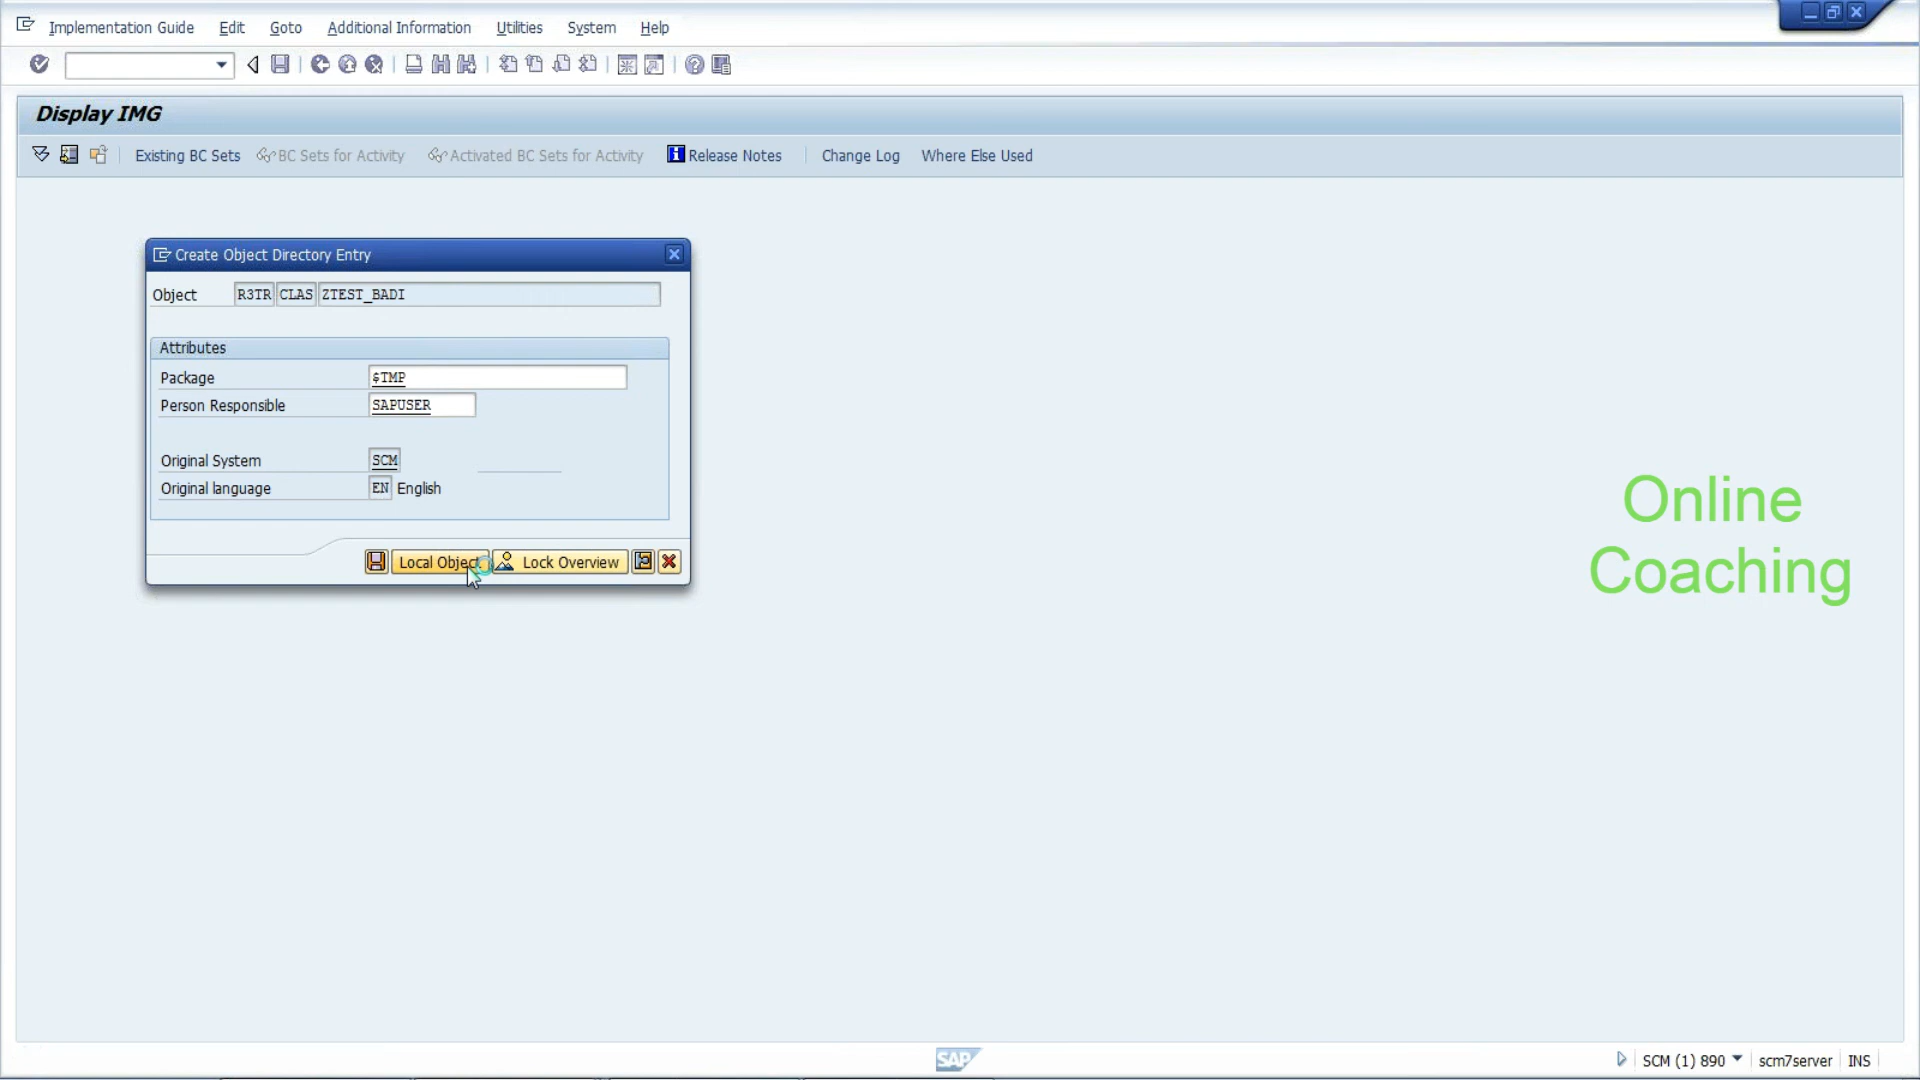 Implementation Guide Edit Goto Additional Information Utilities System Help
Display IMG
Existing BC Sets BC Sets for Activity Activated BC Sets for Activity Release Notes Change Log Where Else Used
Create Object Directory Entry
Object R3TR CLAS ZTEST_BADI
Attributes
Package $TMP
Person Responsible SAPUSER
Original System SCM
Original language EN English
Local Object Lock Overview
Online
Coaching
SAP SCM (1) 890 scm7server INS